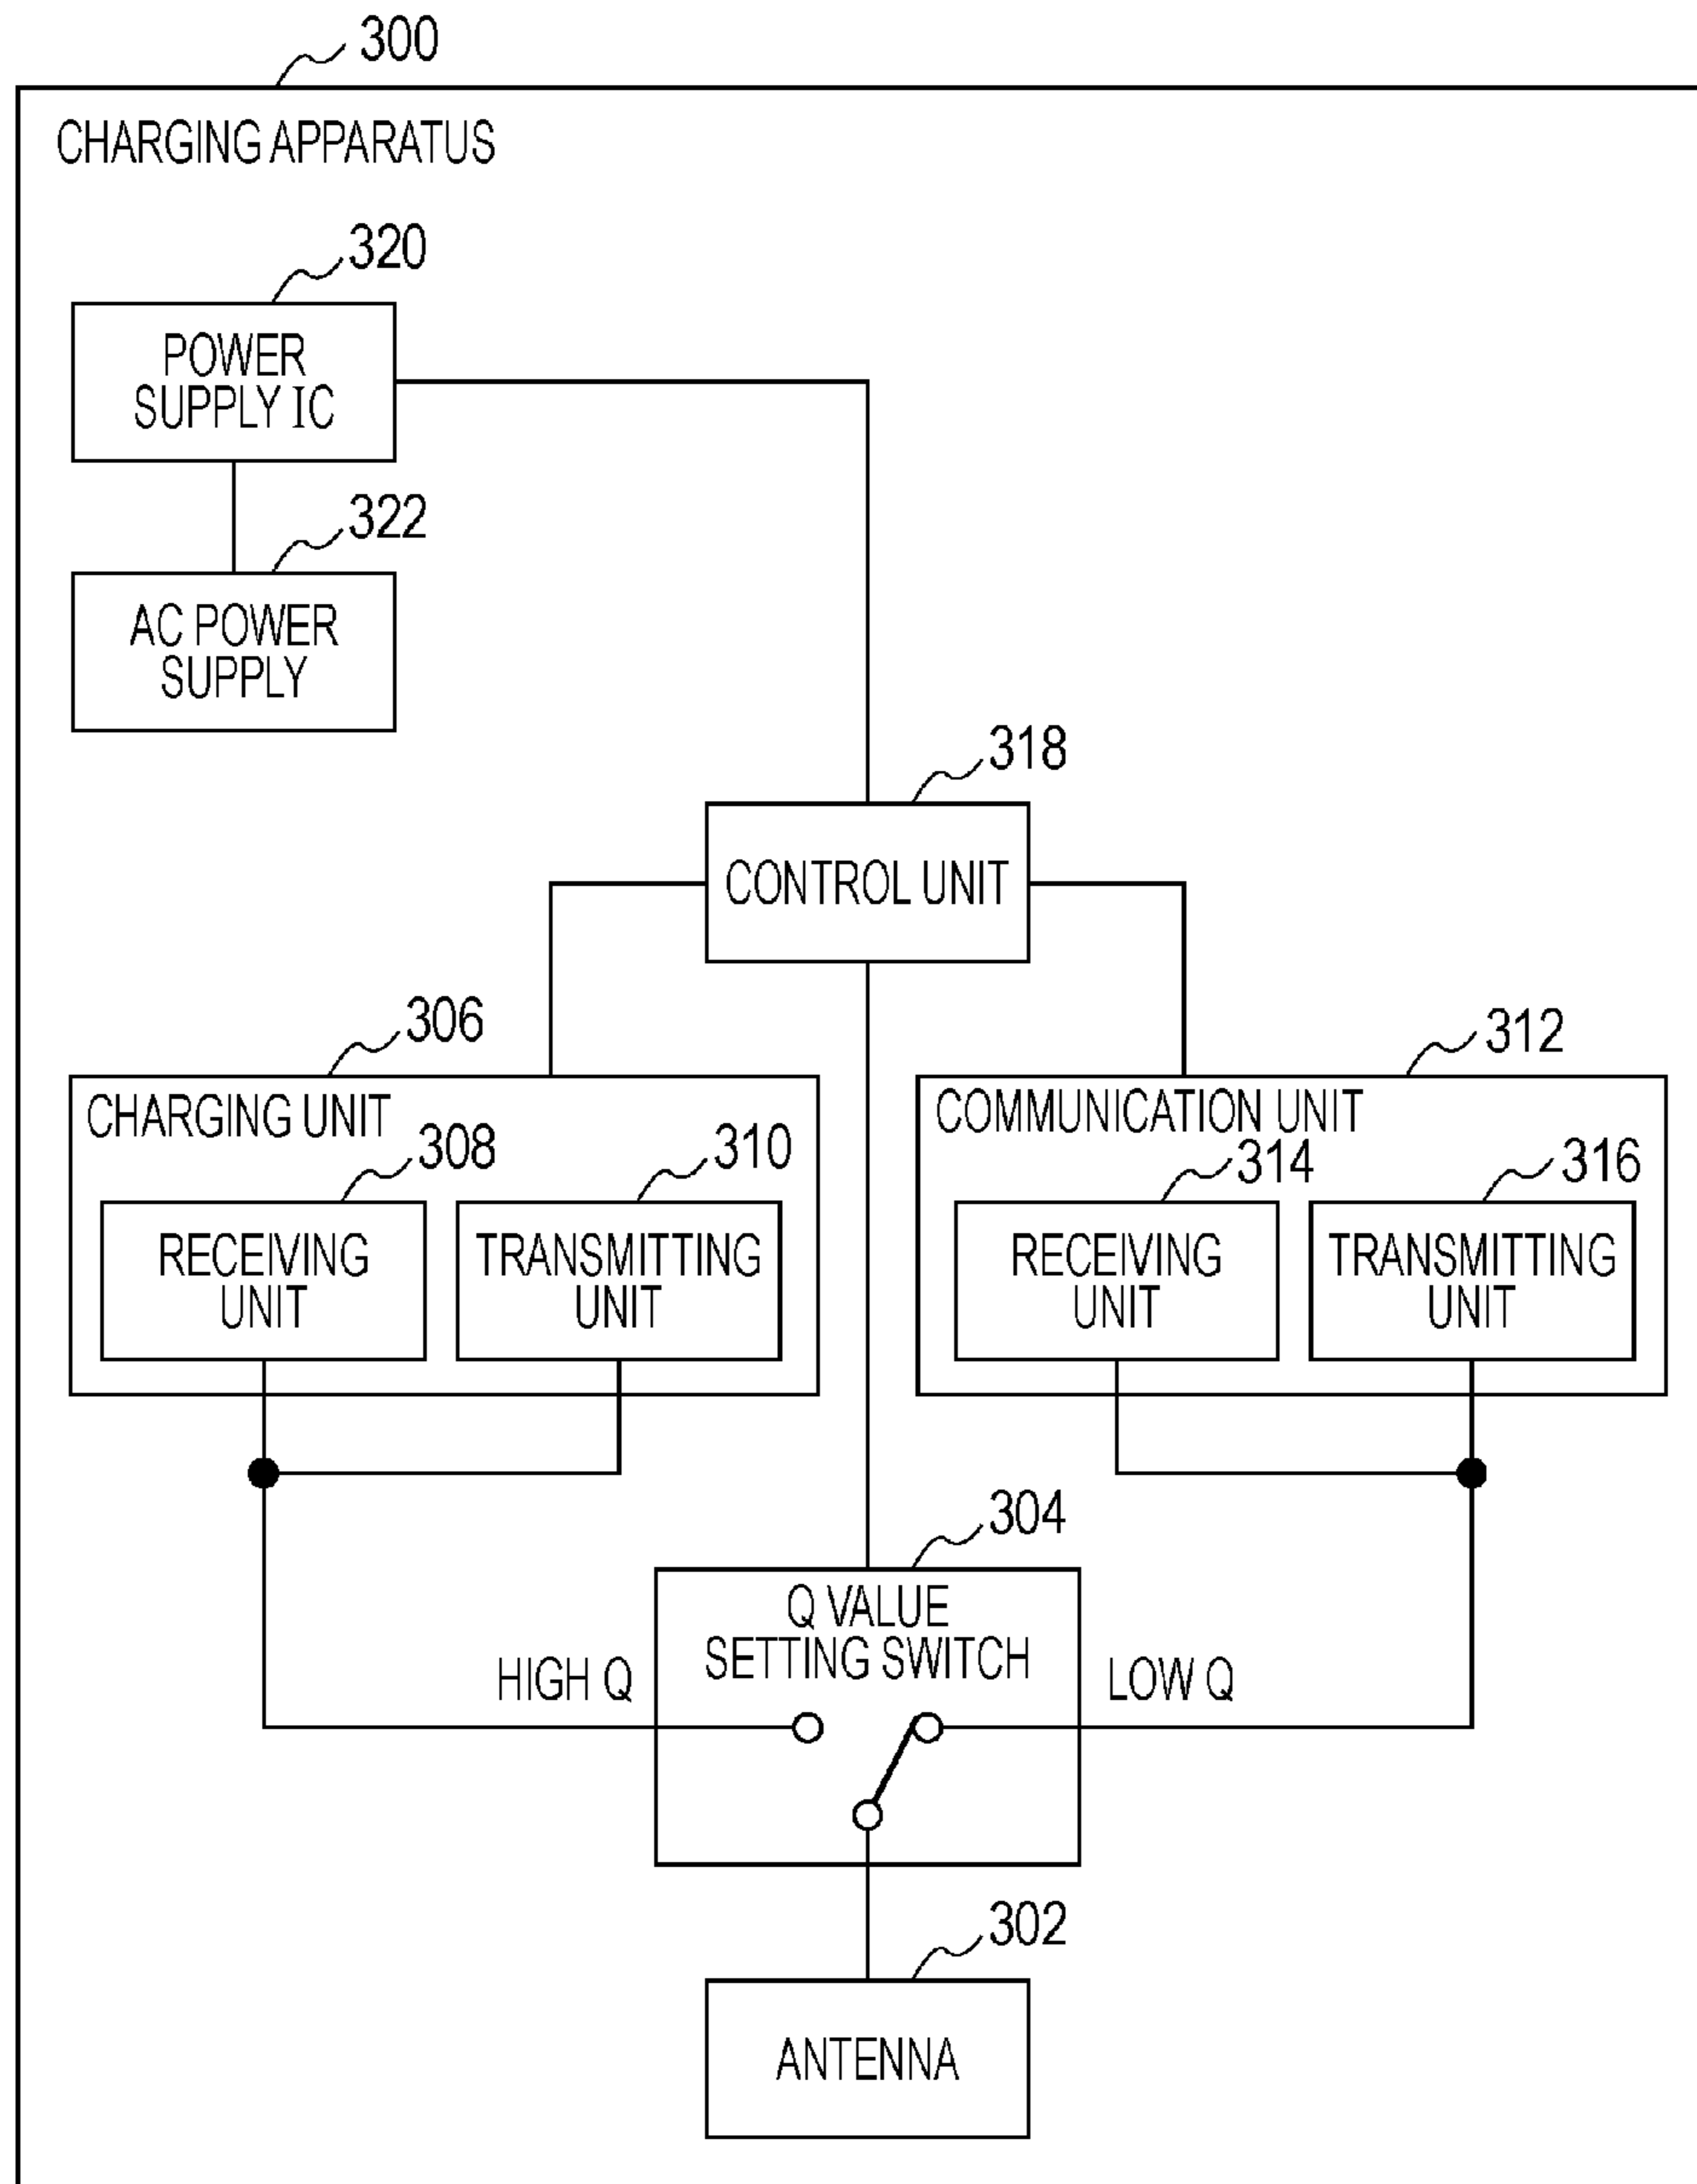 300
CHARGING APPARATUS
320
POWER
SUPPLY IC
322
AC POWER
SUPPLY
318
CONTROL UNIT
306
CHARGING UNIT
308
RECEIVING
UNIT
310
TRANSMITTING
UNIT
312
COMMUNICATION UNIT
314
RECEIVING
UNIT
316
TRANSMITTING
UNIT
304
Q VALUE
SETTING SWITCH
HIGH Q
LOW Q
302
ANTENNA